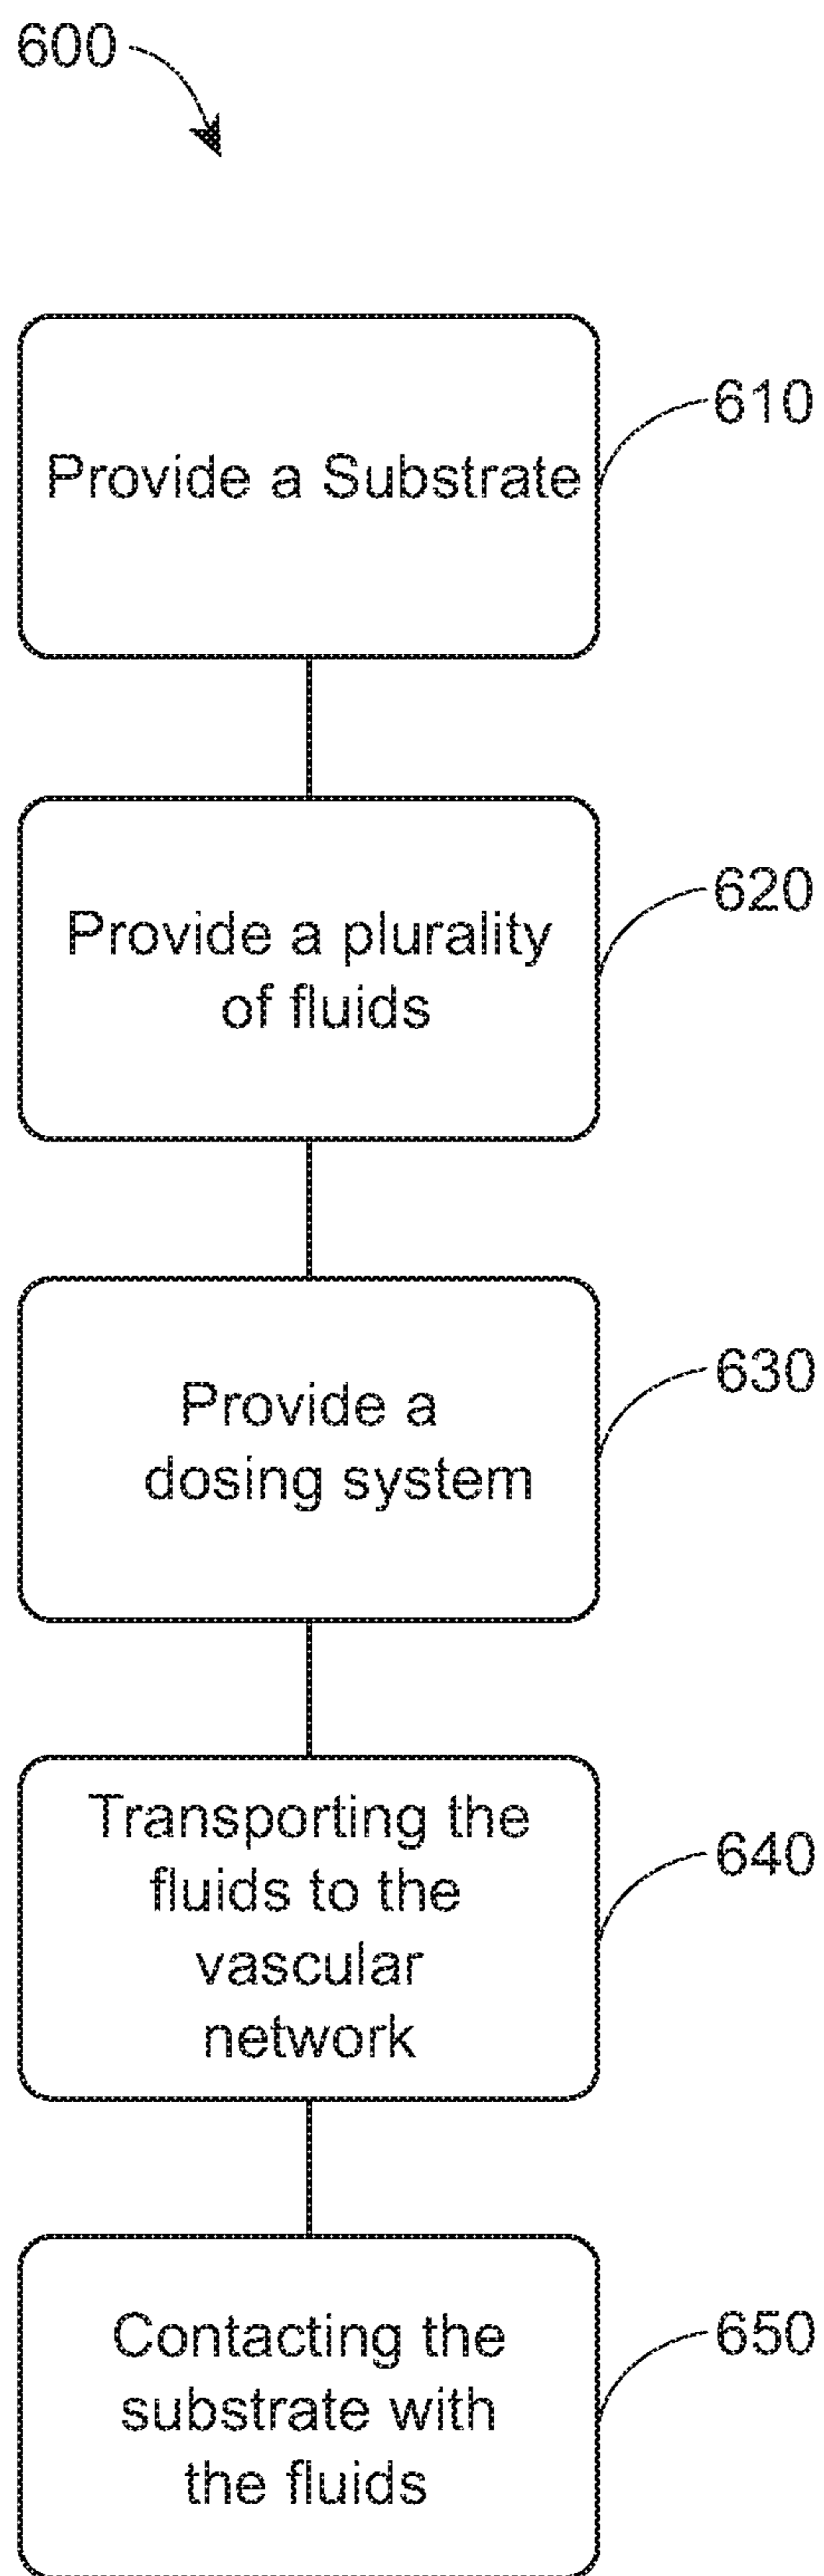 600
610
Provide a Substrate
620
Provide a plurality
of fluids
630
Provide a
dosing system
640
Transporting the
fluids to the
vascular
network
650
Contacting the
substrate with
the fluids